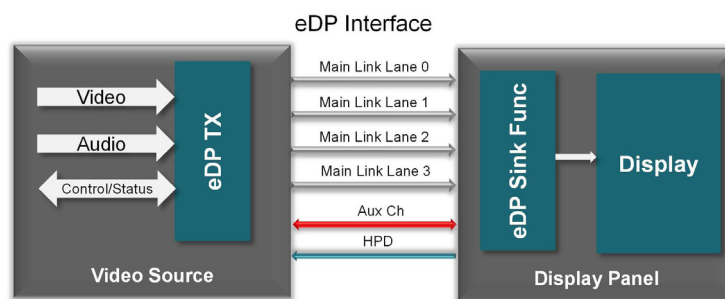 eDP Interface
Video
Audio
Control/Status
eDP TX
Video Source
Main Link Lane 0
Main Link Lane 1
Main Link Lane 2
Main Link Lane 3
Aux Ch
HPD
eDP Sink Func
Display
Display Panel